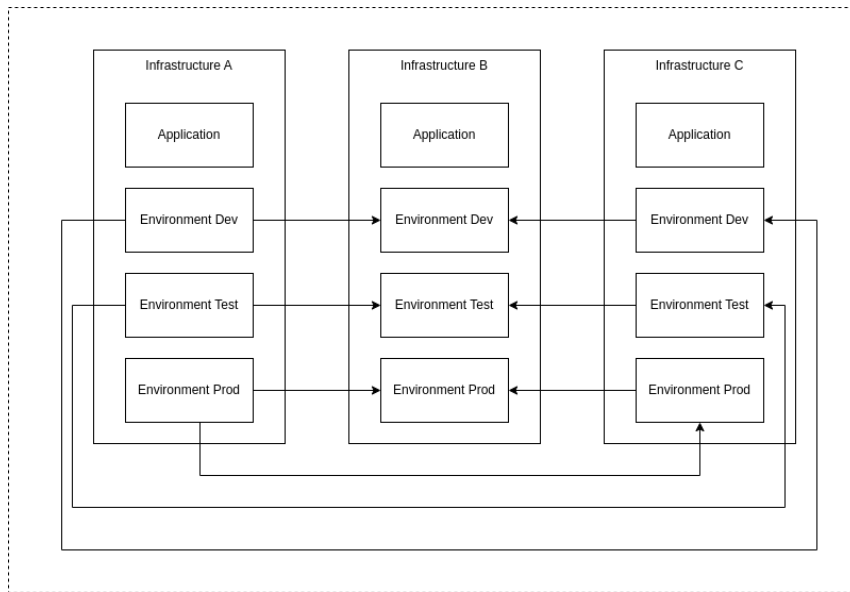 Infrastructure A
Application
Environment Dev
Environment Test
Environment Prod
Infrastructure B
Application
Environment Dev
Environment Test
Environment Prod
Infrastructure C
Application
Environment Dev
Environment Test
Environment Prod